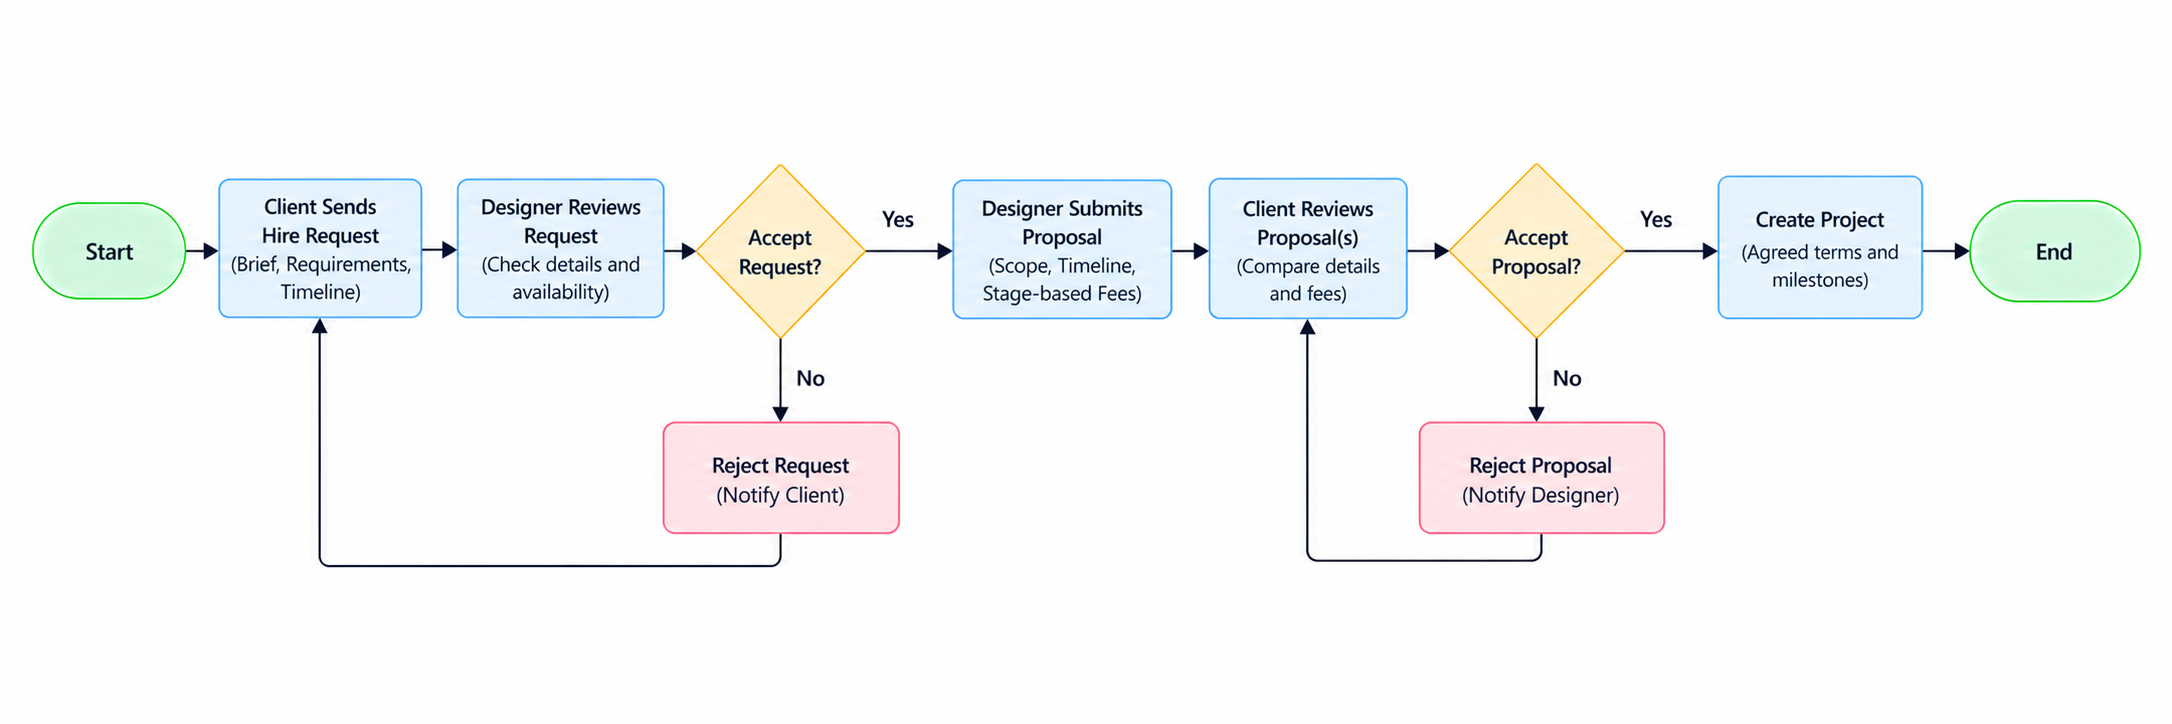 Start
Client Sends
Hire Request
(Brief, Requirements,
Timeline)
Designer Reviews
Request
(Check details and
availability)
Accept
Request?
Yes
No
Reject Request
(Notify Client)
Designer Submits
Proposal
(Scope, Timeline,
Stage-based Fees)
Client Reviews
Proposal(s)
(Compare details
and fees)
Accept
Proposal?
Yes
No
Reject Proposal
(Notify Designer)
Create Project
(Agreed terms and
milestones)
End